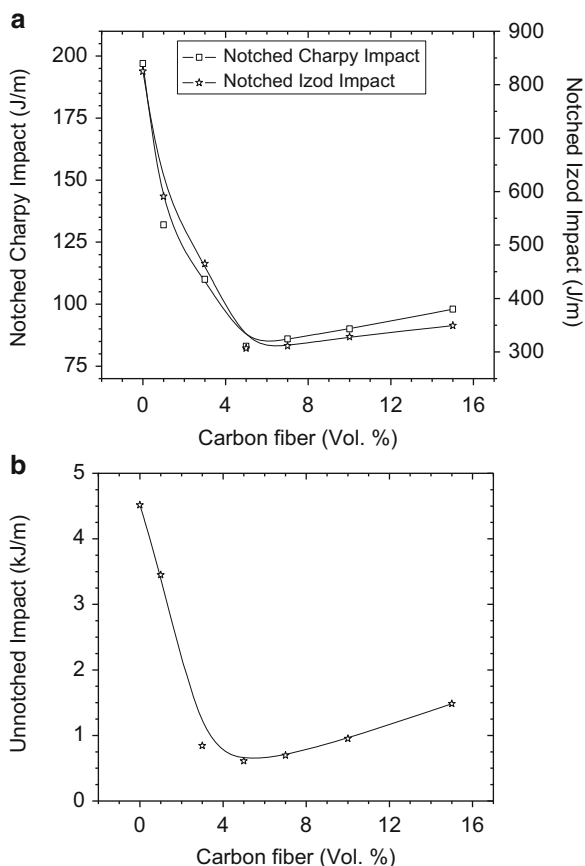 a
Notched Charpy Impact (J/m)
200
175
150
125
100
75
Notched Charpy Impact
Notched Izod Impact
900
800
700
600
500
400
300
Notched Izod Impact (J/m)
0 4 8 12 16
Carbon fiber (Vol. %)
b
Unnotched Impact (kJ/m)
5
4
3
2
1
0
0 4 8 12 16
Carbon fiber (Vol. %)